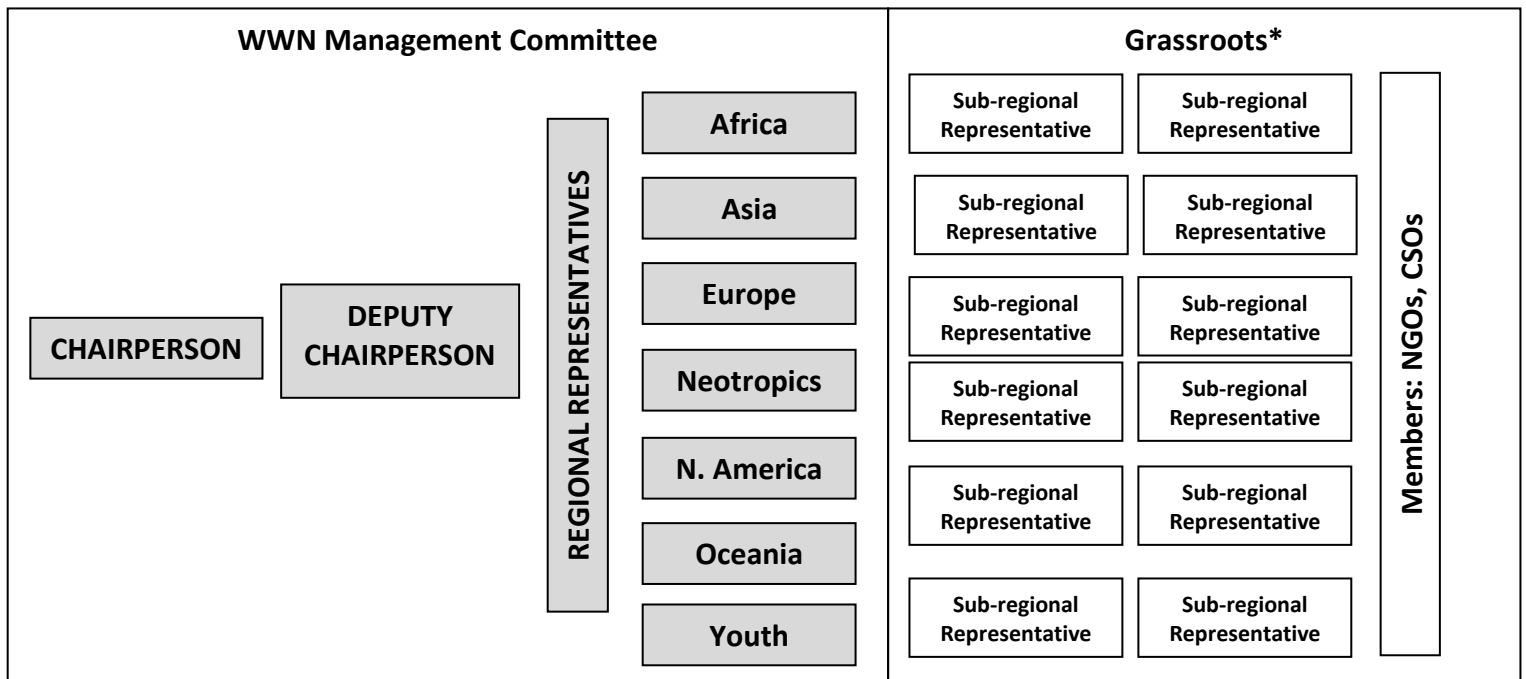 WWN Management Committee
CHAIRPERSON
DEPUTY
CHAIRPERSON
REGIONAL REPRESENTATIVES
Africa
Asia
Europe
Neotropics
N. America
Oceania
Youth
Grassroots*
Sub-regional
Representative
Sub-regional
Representative
Sub-regional
Representative
Sub-regional
Representative
Sub-regional
Representative
Sub-regional
Representative
Sub-regional
Representative
Sub-regional
Representative
Sub-regional
Representative
Sub-regional
Representative
Sub-regional
Representative
Sub-regional
Representative
Members: NGOs, CSOs